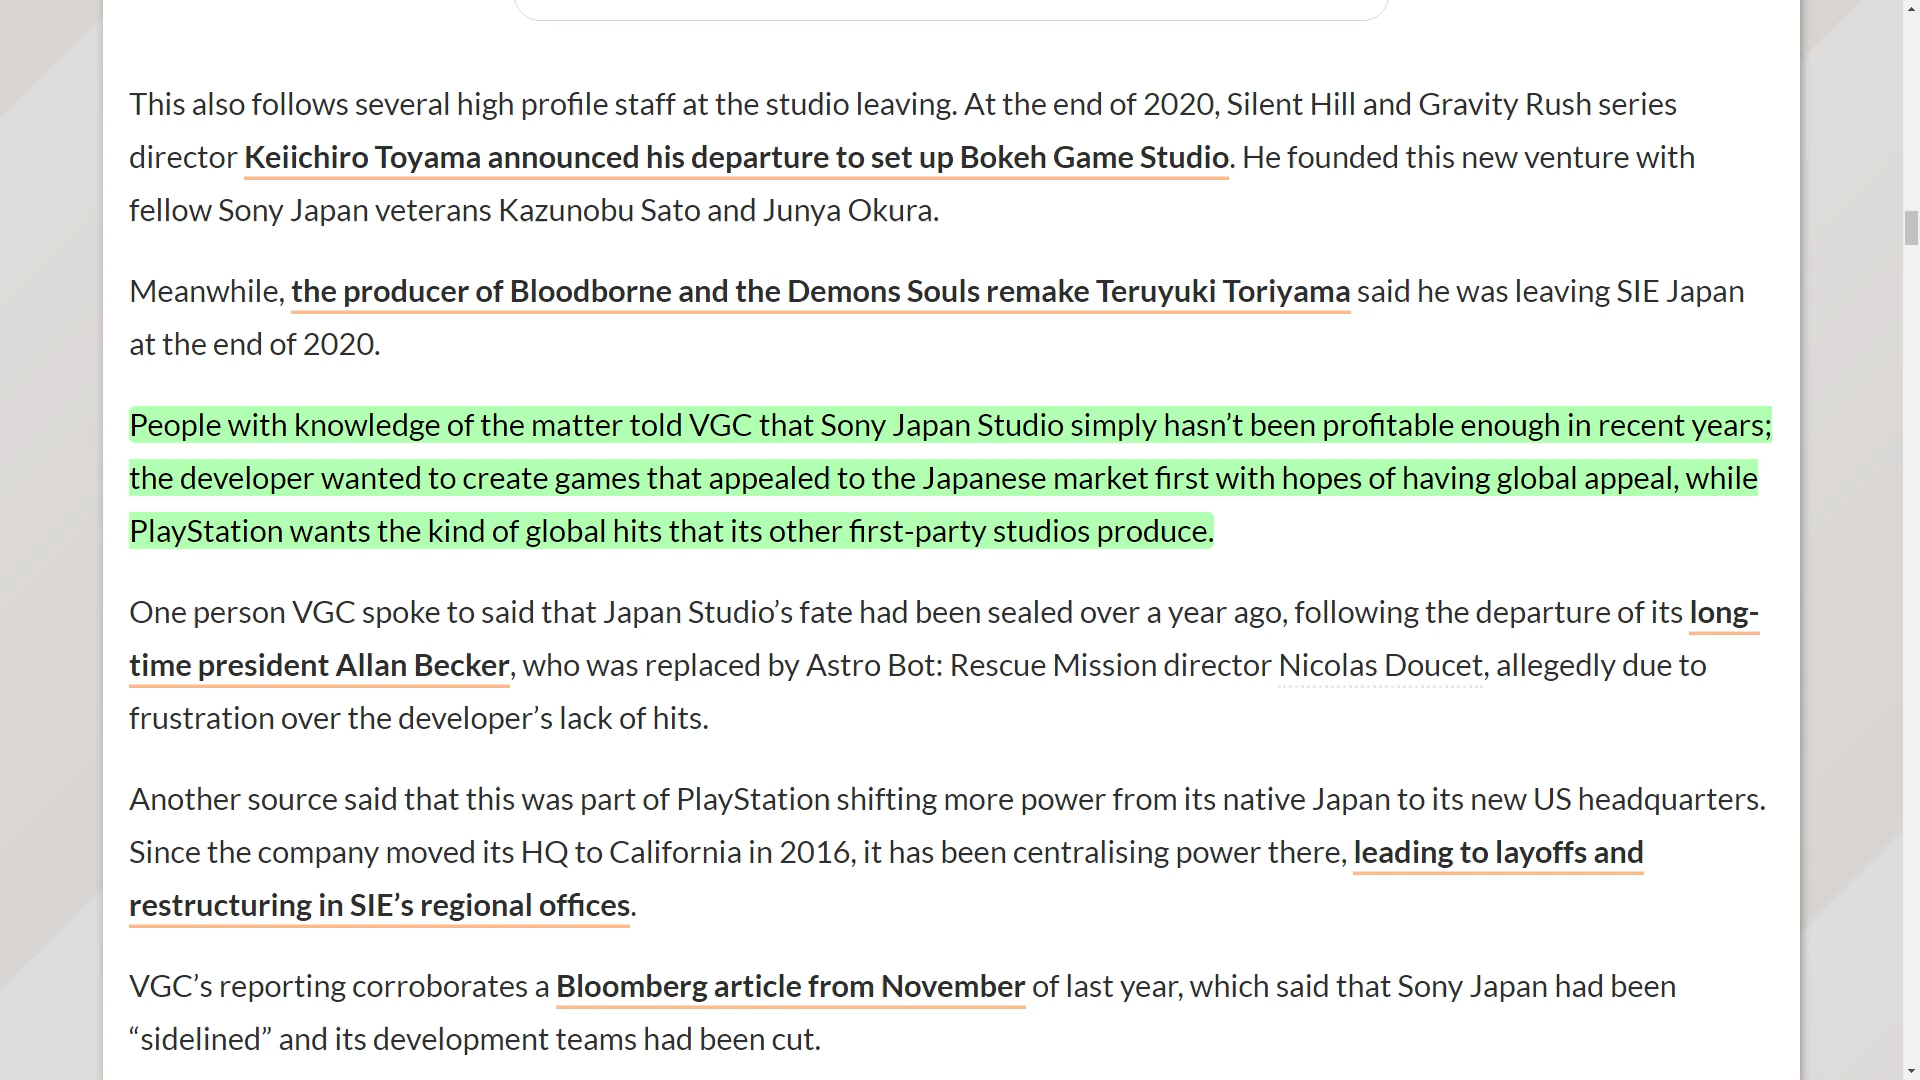 This also follows several high profile staff at the studio leaving. At the end of 2020, Silent Hill and Gravity Rush series
director Keiichiro Toyama announced his departure to set up Bokeh Game Studio. He founded this new venture with
fellow Sony Japan veterans Kazunobu Sato and Junya Okura.
Meanwhile, the producer of Bloodborne and the Demons Souls remake Teruyuki Toriyama said he was leaving SIE Japan
at the end of 2020.
People with knowledge of the matter told VGC that Sony Japan Studio simply hasn’t been profitable enough in recent years;
the developer wanted to create games that appealed to the Japanese market first with hopes of having global appeal, while
PlayStation wants the kind of global hits that its other first-party studios produce.
One person VGC spoke to said that Japan Studio’s fate had been sealed over a year ago, following the departure of its long-
time president Allan Becker, who was replaced by Astro Bot: Rescue Mission director Nicolas Doucet, allegedly due to
frustration over the developer’s lack of hits.
Another source said that this was part of PlayStation shifting more power from its native Japan to its new US headquarters.
Since the company moved its HQ to California in 2016, it has been centralising power there, leading to layoffs and
restructuring in SIE’s regional offices.
VGC’s reporting corroborates a Bloomberg article from November of last year, which said that Sony Japan had been
“sidelined” and its development teams had been cut.